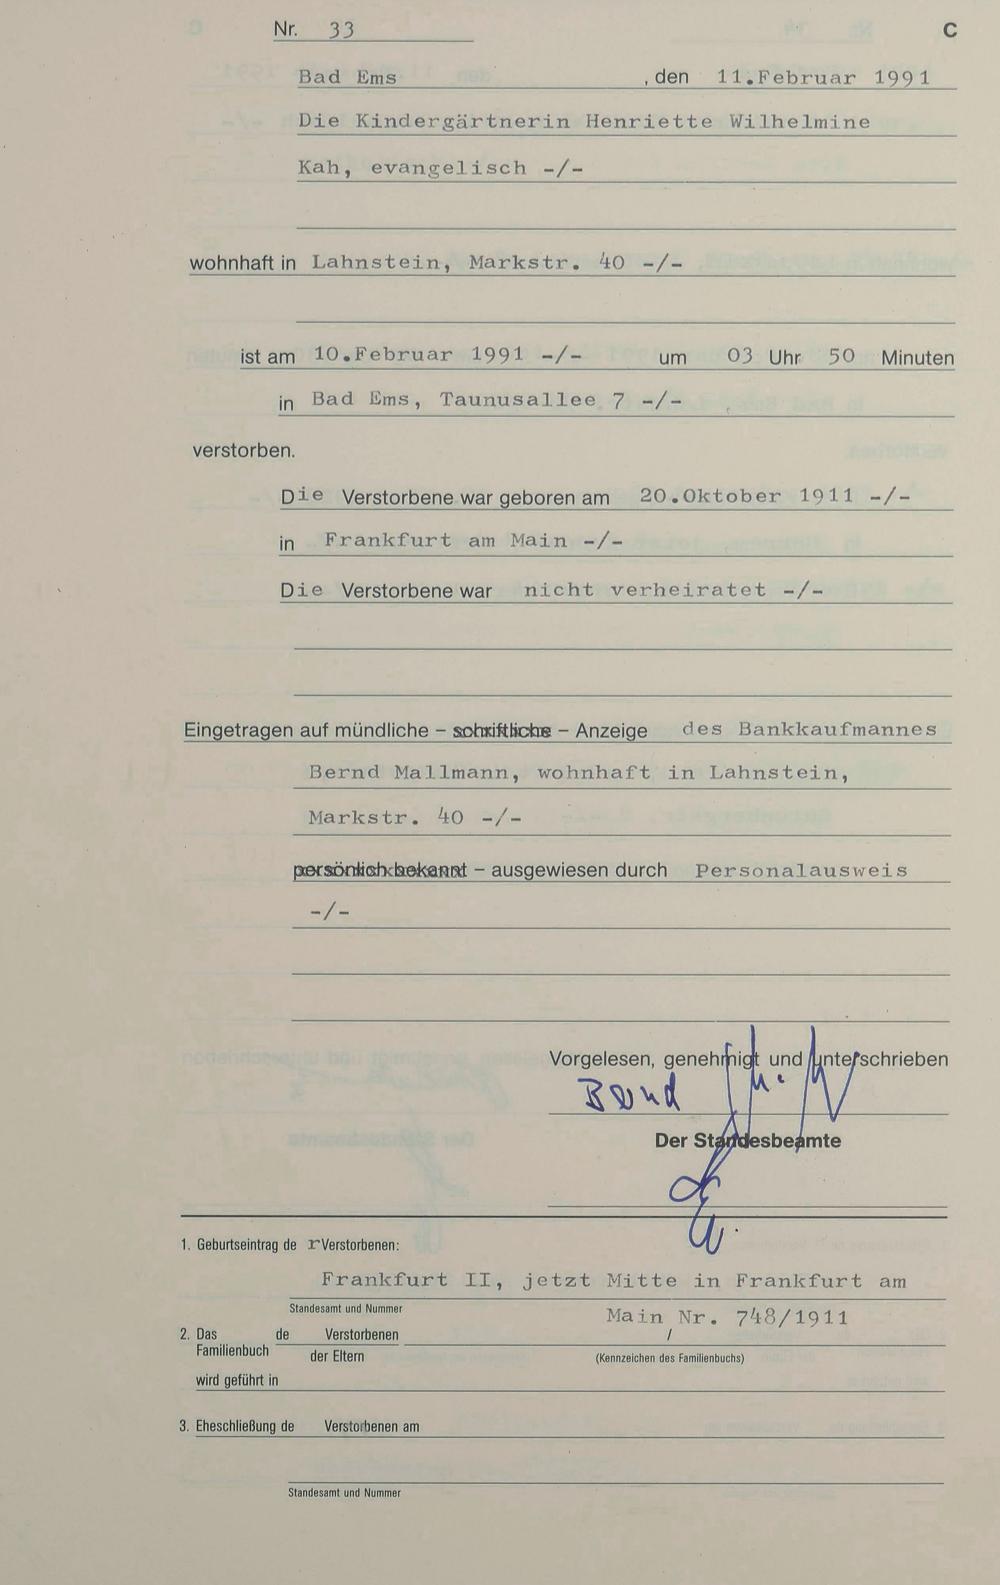 Nr. 33 C
Bad Ems , den 11.Februar 1991
Die Kindergärtnerin Henriette Wilhelmine
Kah, evangelisch -/-
wohnhaft in Lahnstein, Markstr. 40 -/-
ist am 10.Februar 1991 -/- um 03 Uhr 50 Minuten
in Bad Ems, Taunusallee 7 -/-
verstorben.
Die Verstorbene war geboren am 20.Oktober 1911 -/-
in Frankfurt am Main -/-
Die Verstorbene war nicht verheiratet -/-
Eingetragen auf mündliche – schriftliche – Anzeige des Bankkaufmannes
Bernd Mallmann, wohnhaft in Lahnstein,
Markstr. 40 -/-
persönlich bekannt – ausgewiesen durch Personalausweis
-/-
Vorgelesen, genehmigt und unterschrieben
Bernd
Der Standesbeamte
1. Geburtseintrag de r Verstorbenen:
Frankfurt II, jetzt Mitte in Frankfurt am
Standesamt und Nummer
Main Nr. 748/1911
2. Das de Verstorbenen /
Familienbuch der Eltern (Kennzeichen des Familienbuchs)
wird geführt in
3. Eheschließung de Verstorbenen am
Standesamt und Nummer